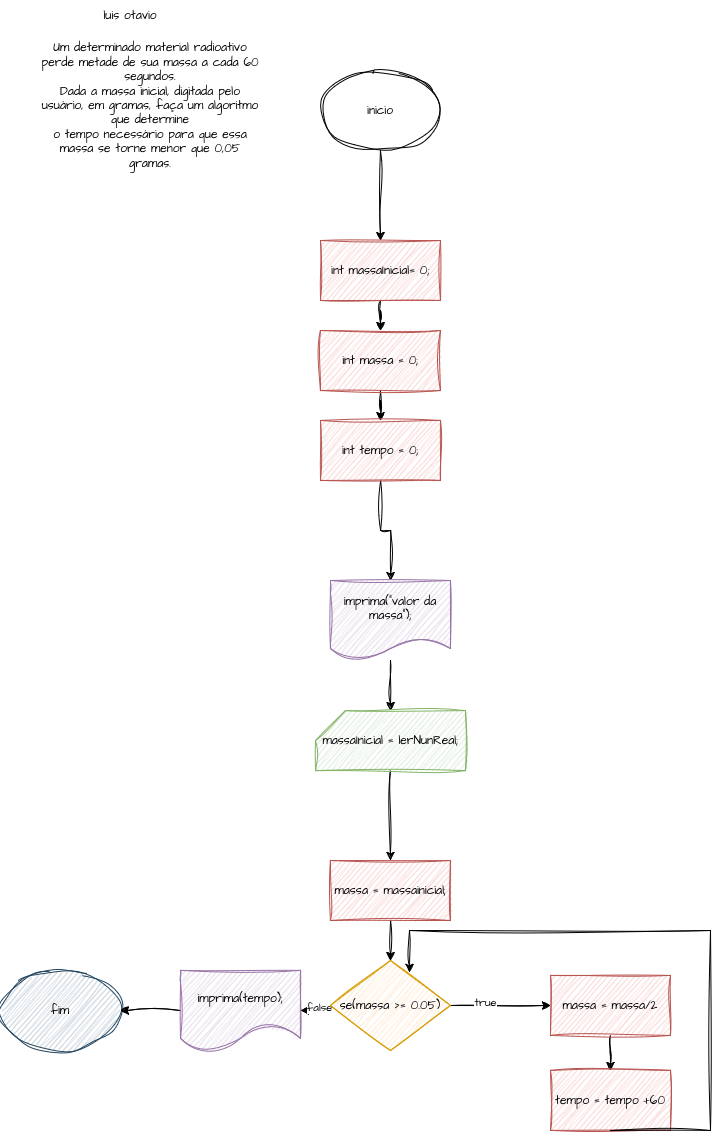 luis otavio
Um determinado material radioativo
perde metade de sua massa a cada 60
segundos.
Dada a massa inicial, digitada pelo
usuário, em gramas, faça um algoritmo
que determine
o tempo necessário para que essa
massa se torne menor que 0,05
gramas.
inicio
int massaInicial= 0;
int massa = 0;
int tempo = 0;
imprima("valor da
massa");
massaInicial = lerNunReal;
massa = massaInicial;
se(massa >= 0.05)
true
massa = massa/2
tempo = tempo +60
false
imprima(tempo);
fim